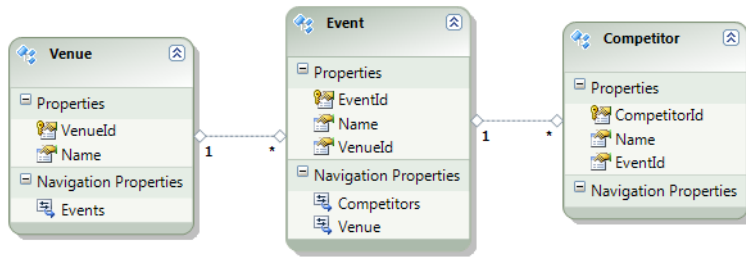 Venue
Properties
VenueId
Name
Navigation Properties
Events
1
*
Event
Properties
EventId
Name
VenueId
Navigation Properties
Competitors
Venue
1
*
Competitor
Properties
CompetitorId
Name
EventId
Navigation Properties